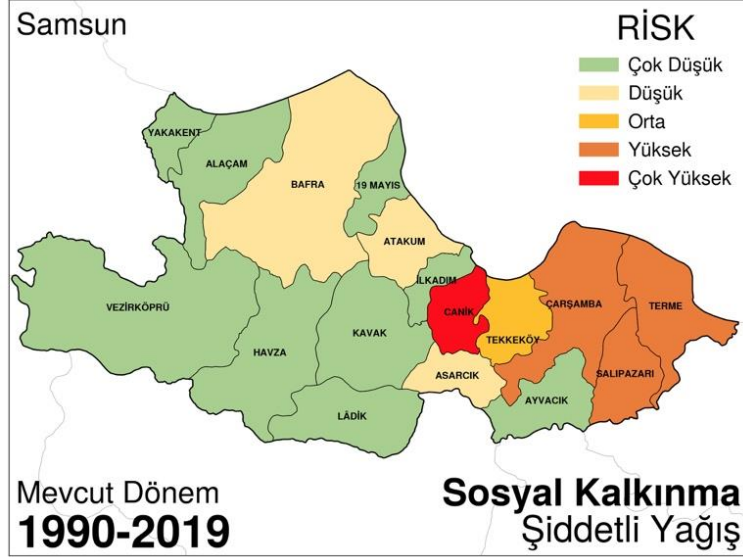 Samsun
RİSK
Çok Düşük
Düşük
Orta
Yüksek
Çok Yüksek
YAKAKENT
ALAÇAM
BAFRA
19 MAYIS
ATAKUM
İLKADIM
VEZİRKÖPRÜ
CANİK
ÇARŞAMBA
TERME
HAVZA
KAVAK
TEKKEKÖY
ASARCIK
SALIPAZARI
LÂDİK
AYVACIK
Mevcut Dönem
1990-2019
Sosyal Kalkınma
Şiddetli Yağış